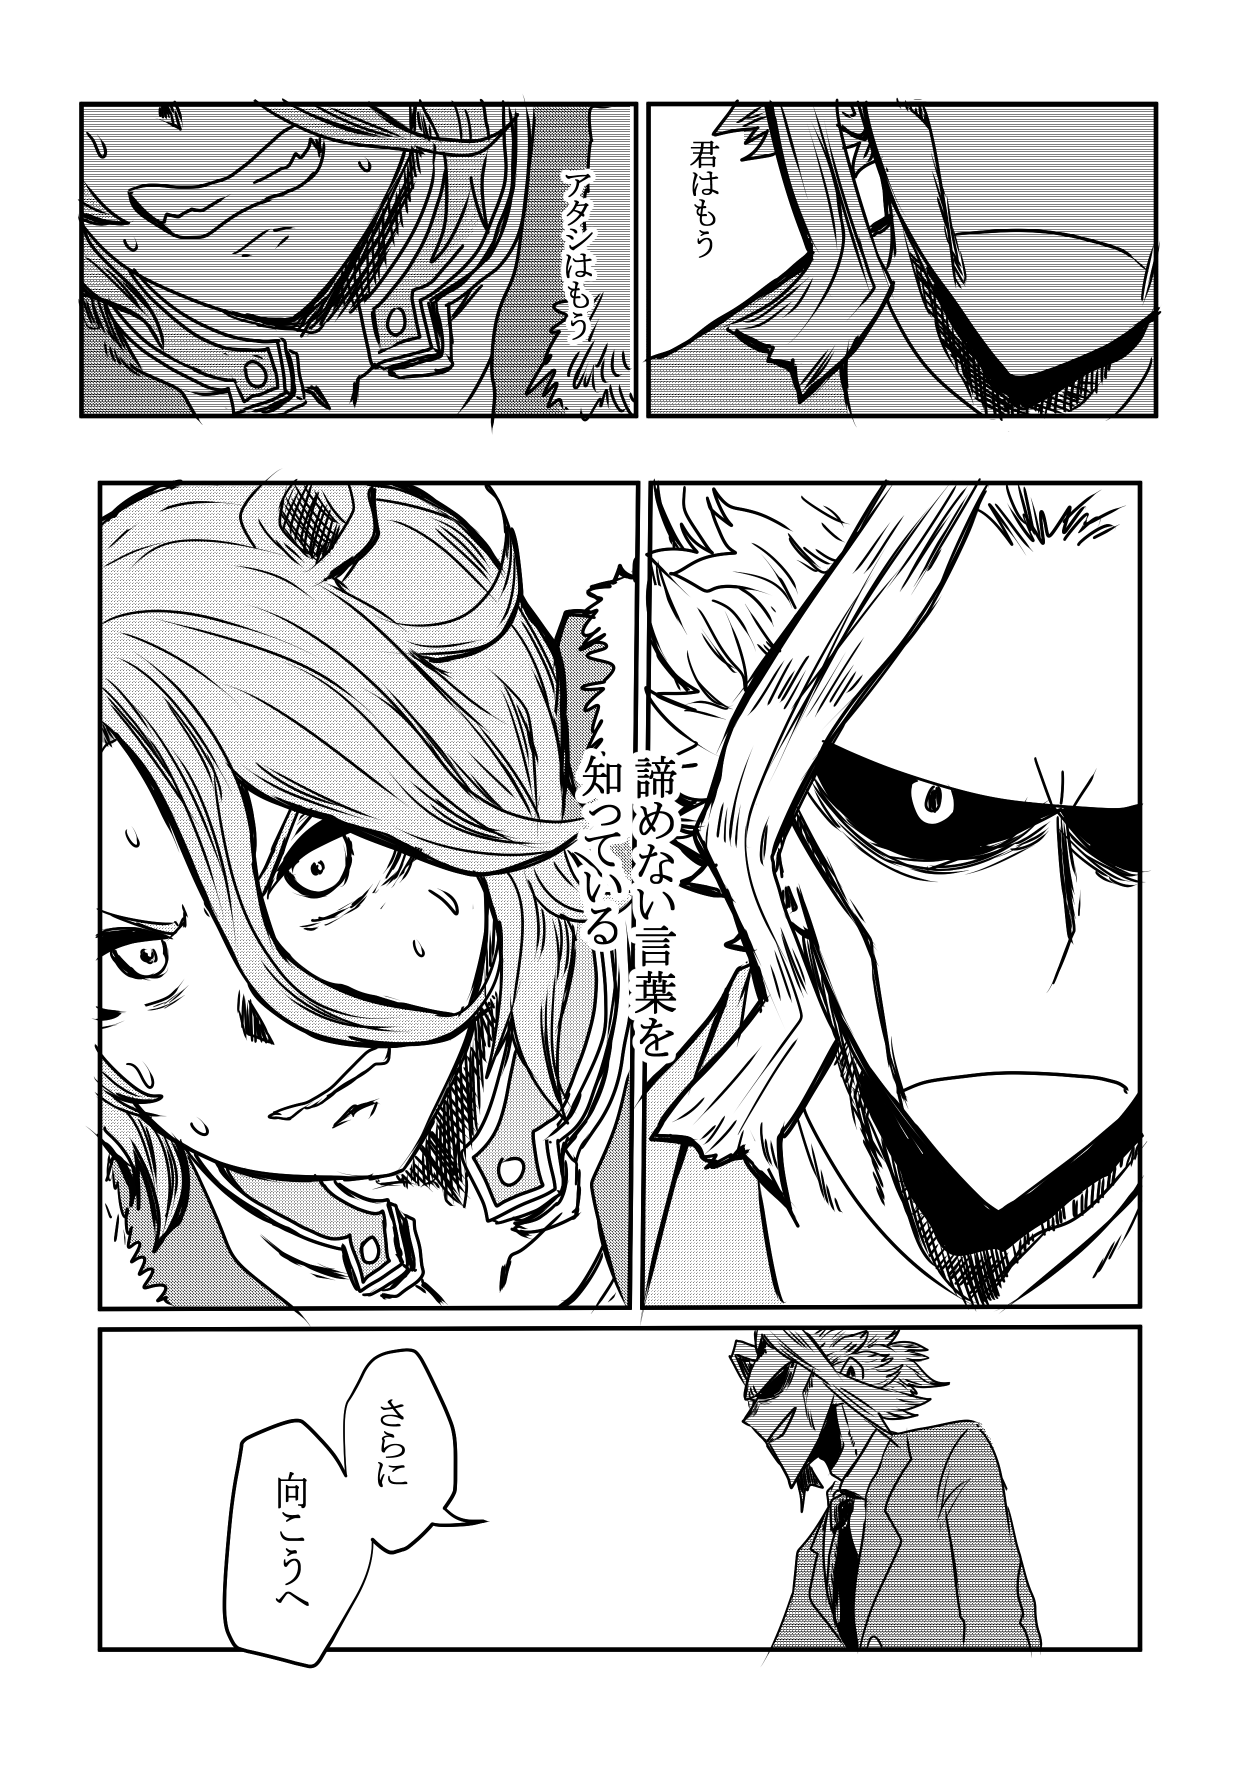 君はもう
アタシはもう
諦めない言葉を
知っている
さらに
向こうへ